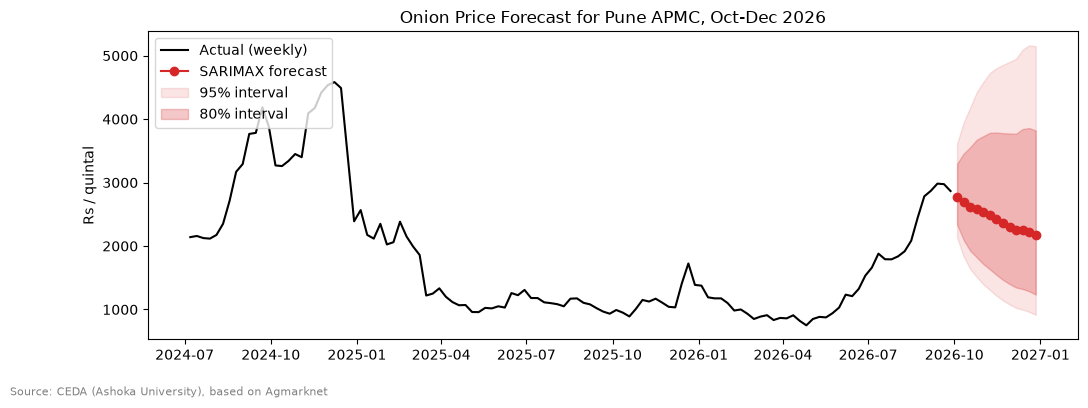 Onion Price Forecast for Pune APMC, Oct-Dec 2026
Actual (weekly)
SARIMAX forecast
95% interval
80% interval
Rs / quintal
5000
4000
3000
2000
1000
2024-07 2024-10 2025-01 2025-04 2025-07 2025-10 2026-01 2026-04 2026-07 2026-10 2027-01
Source: CEDA (Ashoka University), based on Agmarknet